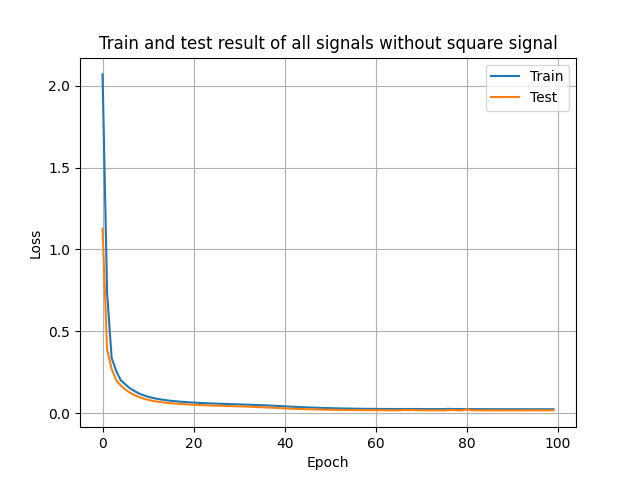 Train and test result of all signals without square signal
Train
Test
2.0
1.5
1.0
0.5
0.0
Loss
0 20 40 60 80 100
Epoch